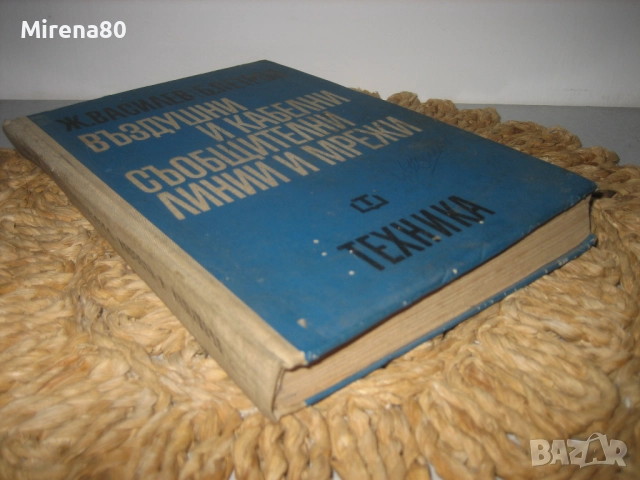 Mirena80
Ж. ВАСИЛЕВ
ВЪЗДУШНИ
И КАБЕЛНИ
СЪОБЩИТЕЛНИ
ЛИНИИ И МРЕЖИ
ТЕХНИКА
BAZAR